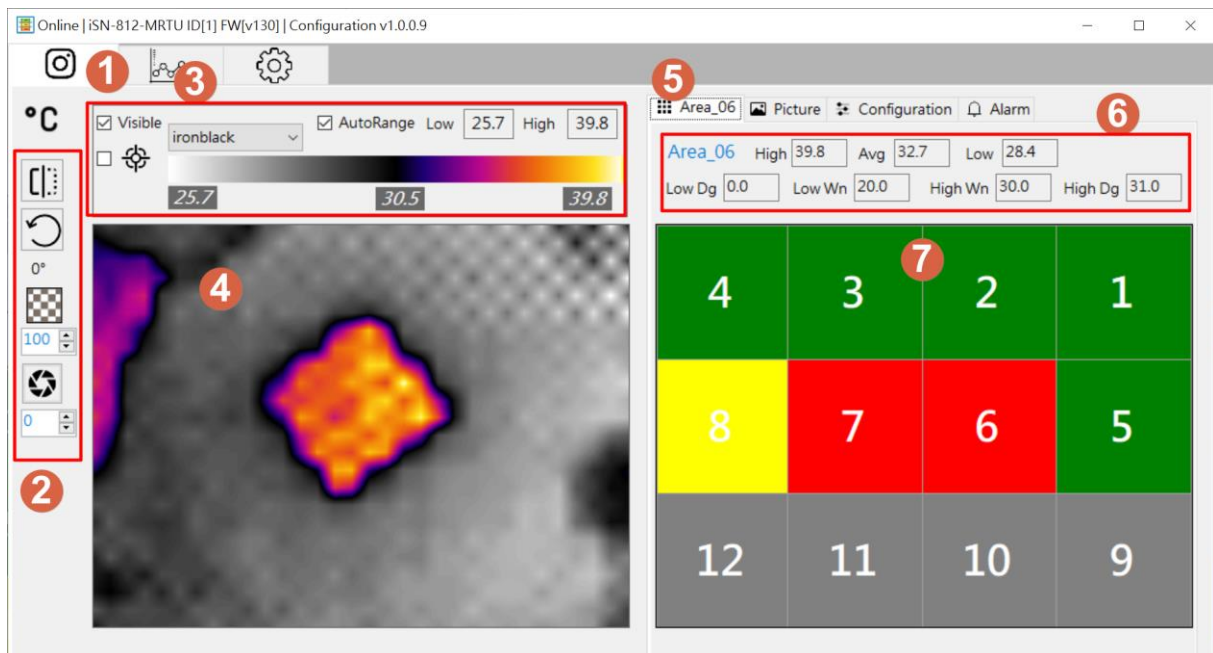 Online | iSN-812-MRTU ID[1] FW[v130] | Configuration v1.0.0.9
1
3
°C
Visible
ironblack
AutoRange Low 25.7 High 39.8
25.7 30.5 39.8
0°
100
0
2
4
5
Area_06 Picture Configuration Alarm
6
Area_06 High 39.8 Avg 32.7 Low 28.4
Low Dg 0.0 Low Wn 20.0 High Wn 30.0 High Dg 31.0
7
4 3 2 1
8 7 6 5
12 11 10 9